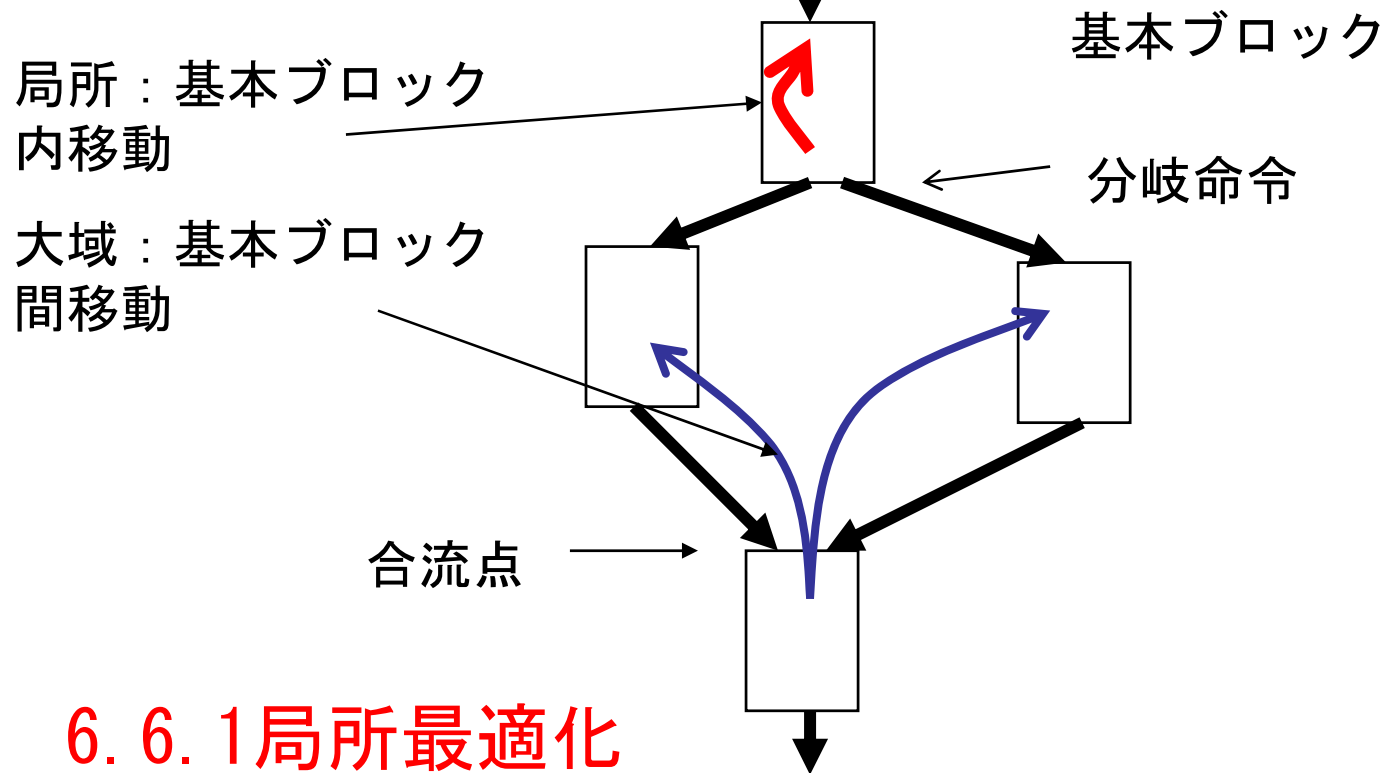 基本ブロック
局所：基本ブロック
内移動
分岐命令
大域：基本ブロック
間移動
合流点
6.6.1局所最適化